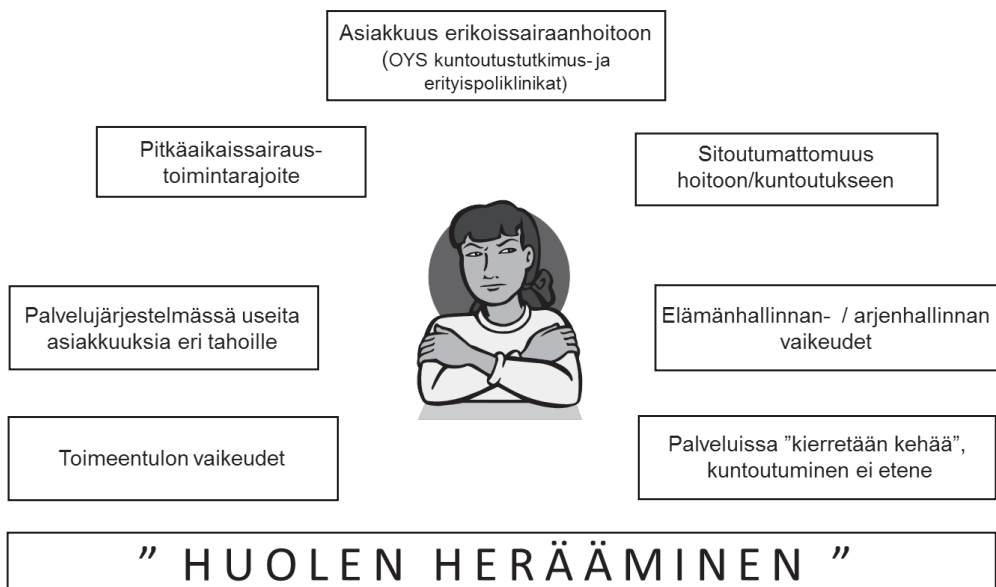 Asiakkuus erikoissairaanhoitoon
(OYS kuntoutustutkimus- ja
erityispoliklinikat)
Pitkäaikaissairaus-
toimintarajoite
Sitoutumattomuus
hoitoon/kuntoutukseen
Palvelujärjestelmässä useita
asiakkuuksia eri tahoille
Elämänhallinnan- / arjenhallinnan
vaikeudet
Toimeentulon vaikeudet
Palveluissa ”kierretään kehää”,
kuntoutuminen ei etene
” HUOLEN HERÄÄMINEN ”